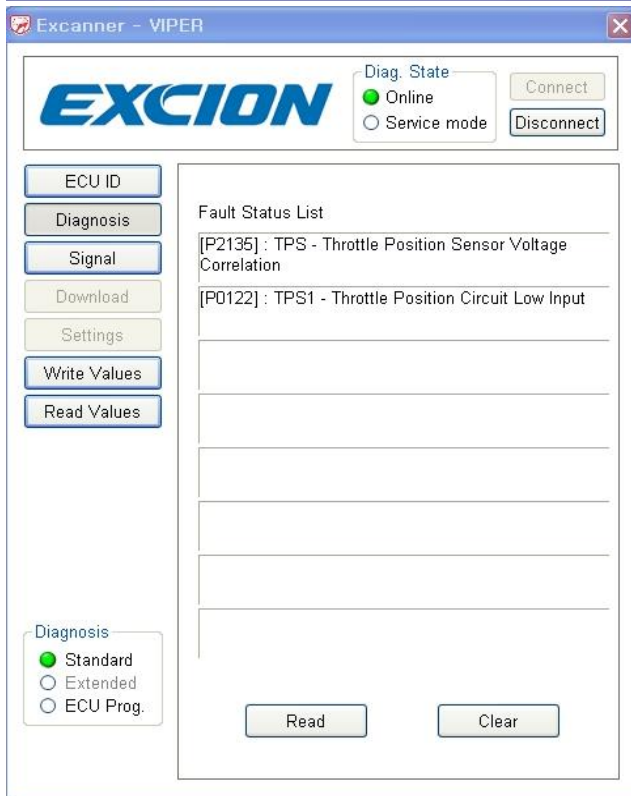 Excanner - VIPER
EXCION
Diag. State
Online
Service mode
Connect
Disconnect
ECU ID
Diagnosis
Signal
Download
Settings
Write Values
Read Values
Fault Status List
[P2135] : TPS - Throttle Position Sensor Voltage
Correlation
[P0122] : TPS1 - Throttle Position Circuit Low Input
Diagnosis
Standard
Extended
ECU Prog.
Read
Clear